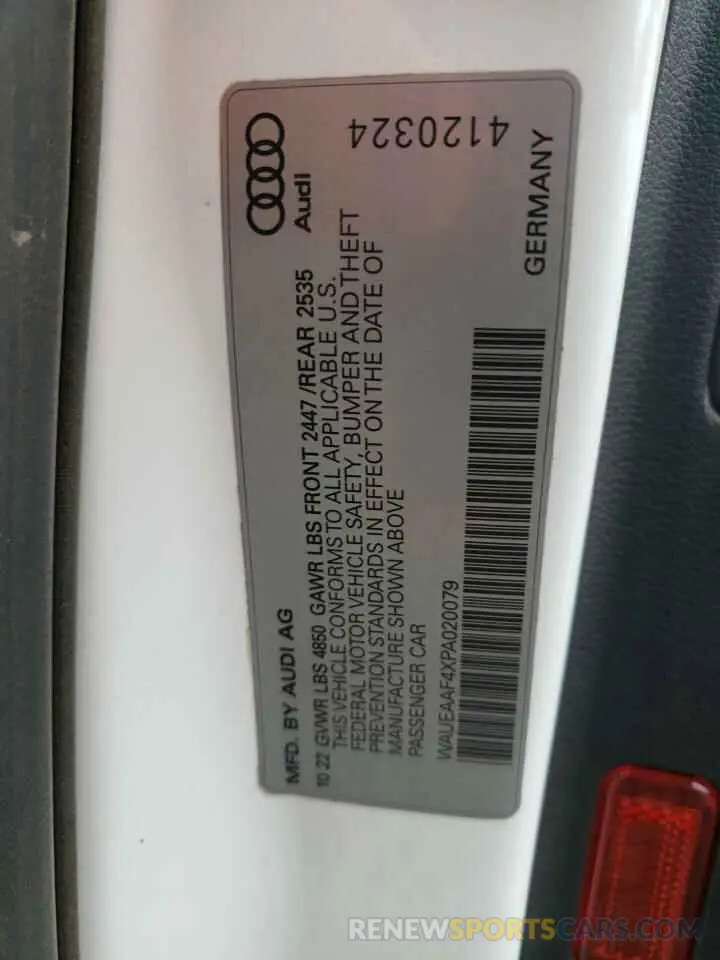 Audi
4120324
MFD. BY AUDI AG
GERMANY
10 22 GVWR LBS 4850 GAWR LBS FRONT 2447 /REAR 2535
THIS VEHICLE CONFORMS TO ALL APPLICABLE U.S.
FEDERAL MOTOR VEHICLE SAFETY, BUMPER AND THEFT
PREVENTION STANDARDS IN EFFECT ON THE DATE OF
MANUFACTURE SHOWN ABOVE
PASSENGER CAR
WAUEAAF4XPA020079
RENEWSPORTSCARS.COM